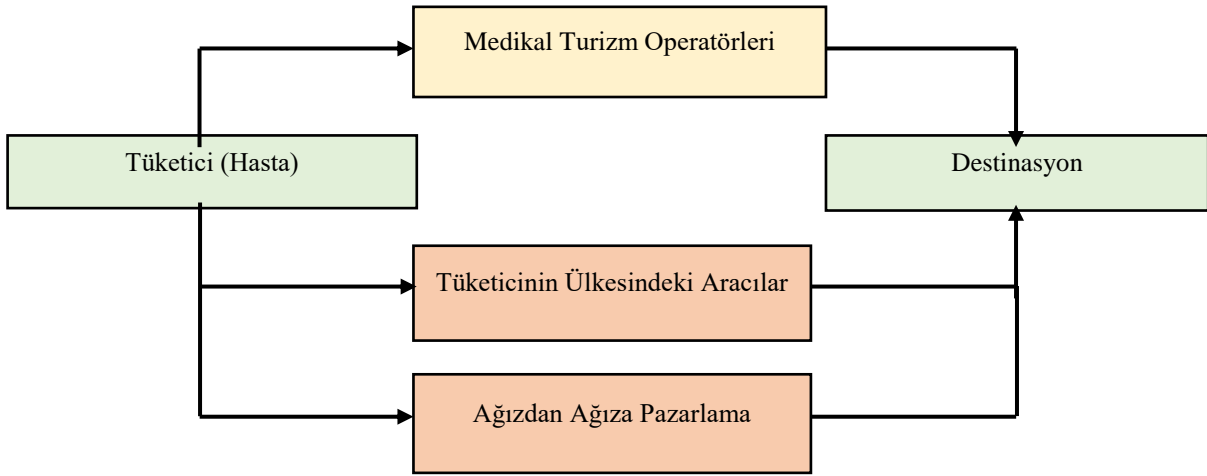 Medikal Turizm Operatörleri
Tüketici (Hasta)
Destinasyon
Tüketicinin Ülkesindeki Aracılar
Ağızdan Ağıza Pazarlama